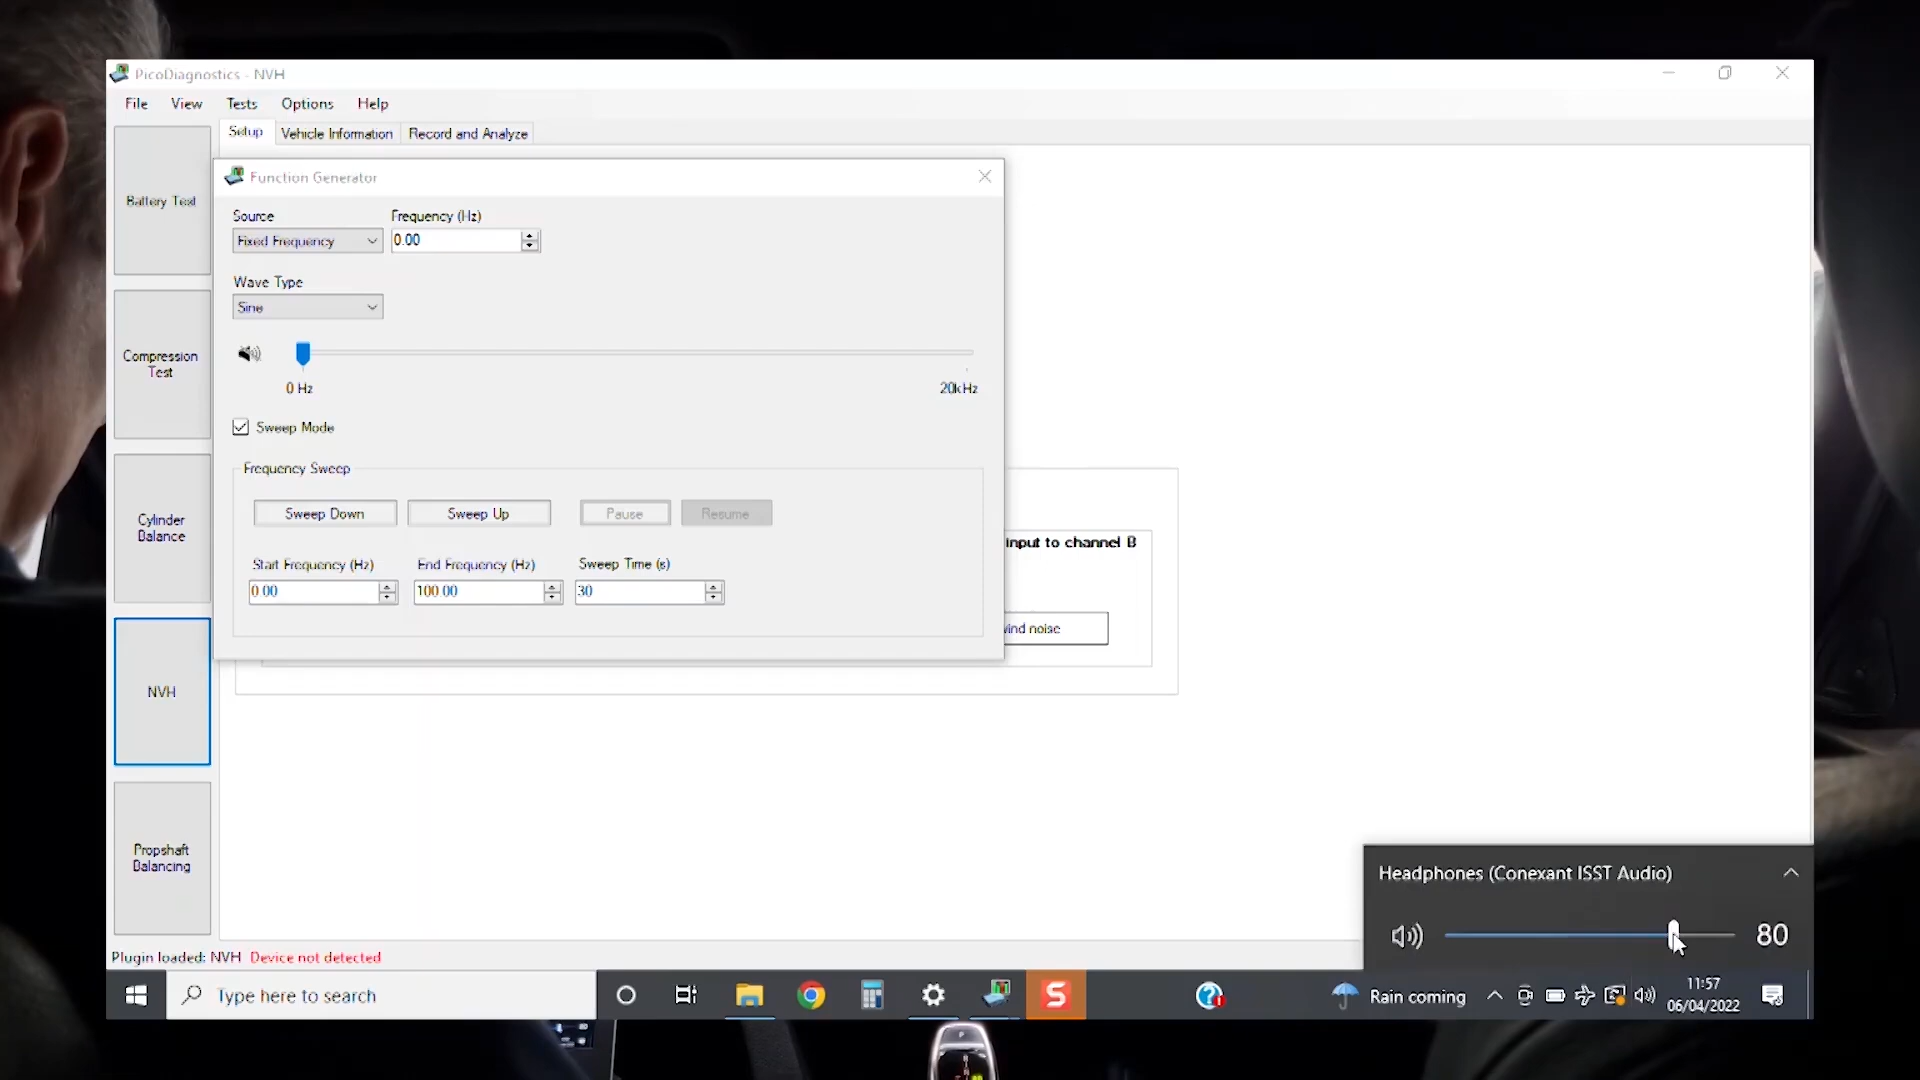 PicoDiagnostics - NVH
File View Tests Options Help
Setup Vehicle Information Record and Analyze
Battery Test
Compression
Test
Cylinder
Balance
NVH
Propshaft
Balancing
Function Generator
Source Frequency (Hz)
Fixed Frequency 0.00
Wave Type
Sine
0 Hz 20kHz
Sweep Mode
Frequency Sweep
Sweep Down Sweep Up Pause Resume
Start Frequency (Hz) End Frequency (Hz) Sweep Time (s)
0.00 100.00 30
input to channel B
wind noise
Headphones (Conexant ISST Audio)
80
Plugin loaded: NVH Device not detected
Type here to search
S
Rain coming
11:57
06/04/2022